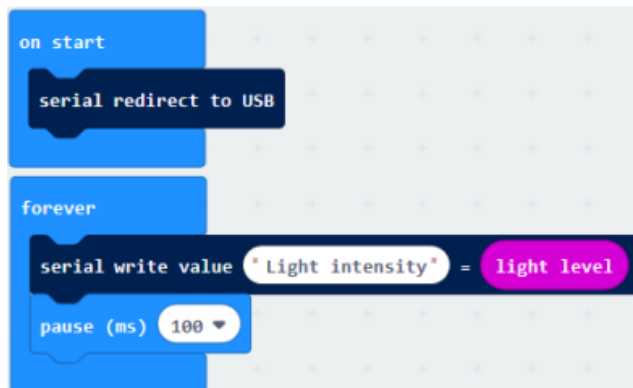 on start
serial redirect to USB
forever
serial write value "Light intensity" = light level
pause (ms) 100